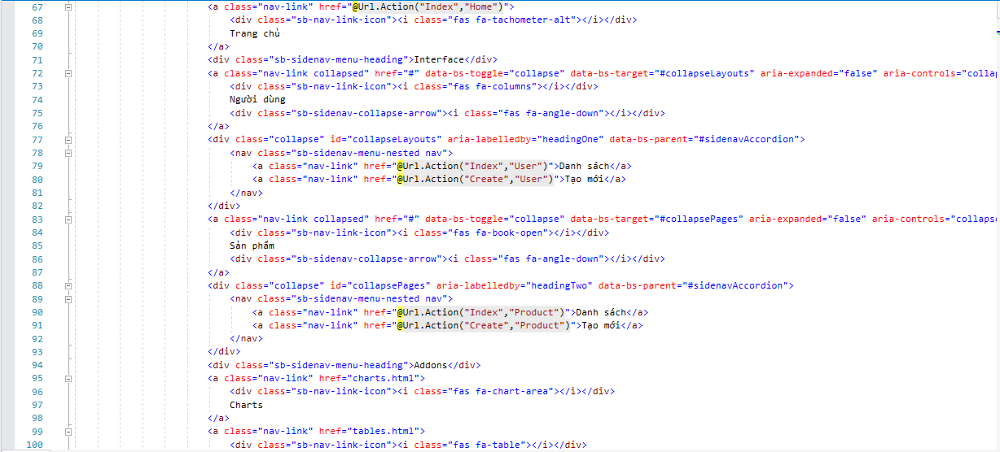 67 <a class="nav-link" href="@Url.Action("Index","Home")">
68 <div class="sb-nav-link-icon"><i class="fas fa-tachometer-alt"></i></div>
69 Trang chủ
70 </a>
71 <div class="sb-sidenav-menu-heading">Interface</div>
72 <a class="nav-link collapsed" href="#" data-bs-toggle="collapse" data-bs-target="#collapseLayouts" aria-expanded="false" aria-controls="collap
73 <div class="sb-nav-link-icon"><i class="fas fa-columns"></i></div>
74 Người dùng
75 <div class="sb-sidenav-collapse-arrow"><i class="fas fa-angle-down"></i></div>
76 </a>
77 <div class="collapse" id="collapseLayouts" aria-labelledby="headingOne" data-bs-parent="#sidenavAccordion">
78 <nav class="sb-sidenav-menu-nested nav">
79 <a class="nav-link" href="@Url.Action("Index","User")">Danh sách</a>
80 <a class="nav-link" href="@Url.Action("Create","User")">Tạo mới</a>
81 </nav>
82 </div>
83 <a class="nav-link collapsed" href="#" data-bs-toggle="collapse" data-bs-target="#collapsePages" aria-expanded="false" aria-controls="collapse
84 <div class="sb-nav-link-icon"><i class="fas fa-book-open"></i></div>
85 Sản phẩm
86 <div class="sb-sidenav-collapse-arrow"><i class="fas fa-angle-down"></i></div>
87 </a>
88 <div class="collapse" id="collapsePages" aria-labelledby="headingTwo" data-bs-parent="#sidenavAccordion">
89 <nav class="sb-sidenav-menu-nested nav">
90 <a class="nav-link" href="@Url.Action("Index","Product")">Danh sách</a>
91 <a class="nav-link" href="@Url.Action("Create","Product")">Tạo mới</a>
92 </nav>
93 </div>
94 <div class="sb-sidenav-menu-heading">Addons</div>
95 <a class="nav-link" href="charts.html">
96 <div class="sb-nav-link-icon"><i class="fas fa-chart-area"></i></div>
97 Charts
98 </a>
99 <a class="nav-link" href="tables.html">
100 <div class="sb-nav-link-icon"><i class="fas fa-table"></i></div>